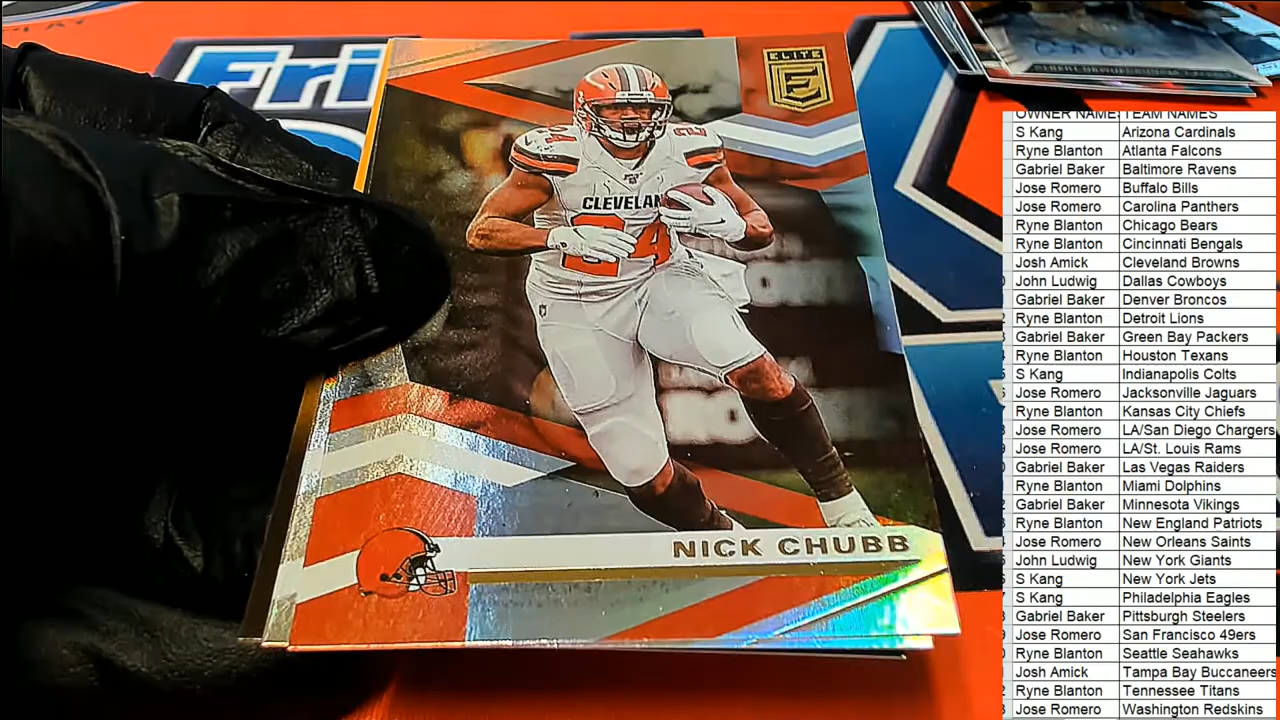 Fri
ELITE
E
24
2
CLEVELAN
24
NICK CHUBB
OWNER NAMES TEAM NAMES
S Kang Arizona Cardinals
Ryne Blanton Atlanta Falcons
Gabriel Baker Baltimore Ravens
Jose Romero Buffalo Bills
Jose Romero Carolina Panthers
Ryne Blanton Chicago Bears
Ryne Blanton Cincinnati Bengals
Josh Amick Cleveland Browns
John Ludwig Dallas Cowboys
Gabriel Baker Denver Broncos
Ryne Blanton Detroit Lions
Gabriel Baker Green Bay Packers
Ryne Blanton Houston Texans
S Kang Indianapolis Colts
Jose Romero Jacksonville Jaguars
Ryne Blanton Kansas City Chiefs
Jose Romero LA/San Diego Chargers
Jose Romero LA/St. Louis Rams
Gabriel Baker Las Vegas Raiders
Ryne Blanton Miami Dolphins
Gabriel Baker Minnesota Vikings
Ryne Blanton New England Patriots
Jose Romero New Orleans Saints
John Ludwig New York Giants
S Kang New York Jets
S Kang Philadelphia Eagles
Gabriel Baker Pittsburgh Steelers
Jose Romero San Francisco 49ers
Ryne Blanton Seattle Seahawks
Josh Amick Tampa Bay Buccaneers
Ryne Blanton Tennessee Titans
Jose Romero Washington Redskins